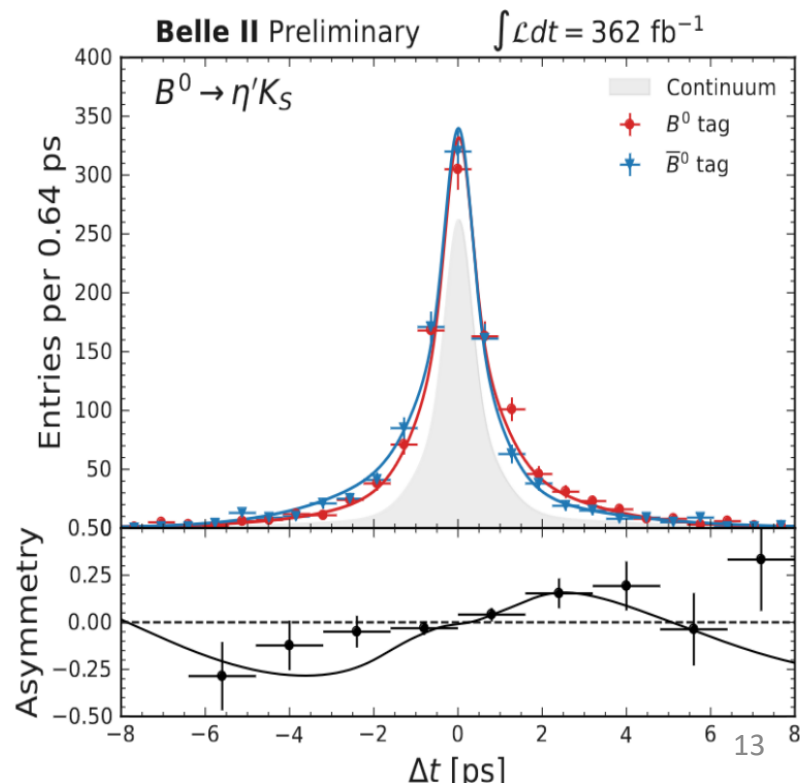 Belle II Preliminary ∫ℒdt = 362 fb⁻¹
400
350
300
250
200
150
100
50
0.50
Entries per 0.64 ps
B⁰ → η′K_S
Continuum
B⁰ tag
B̅⁰ tag
0.25
0.00
−0.25
−0.50
Asymmetry
−8 −6 −4 −2 0 2 4 6 8
Δt [ps]
13